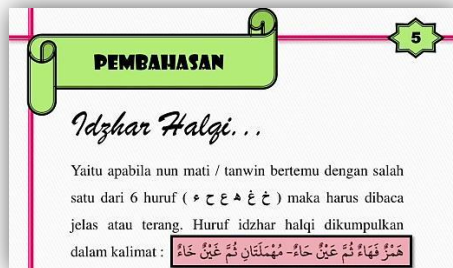 5
PEMBAHASAN
Idzhar Halqi...
Yaitu apabila nun mati / tanwin bertemu dengan salah
satu dari 6 huruf ( خ غ ه ع ح ء ) maka harus dibaca
jelas atau terang. Huruf idzhar halqi dikumpulkan
dalam kalimat : هَمْزٌ فَهَاءٌ ثُمَّ عَيْنٌ حَاءٌ- مُهْمَلَتَانِ ثُمَّ غَيْنٌ خَاءٌ